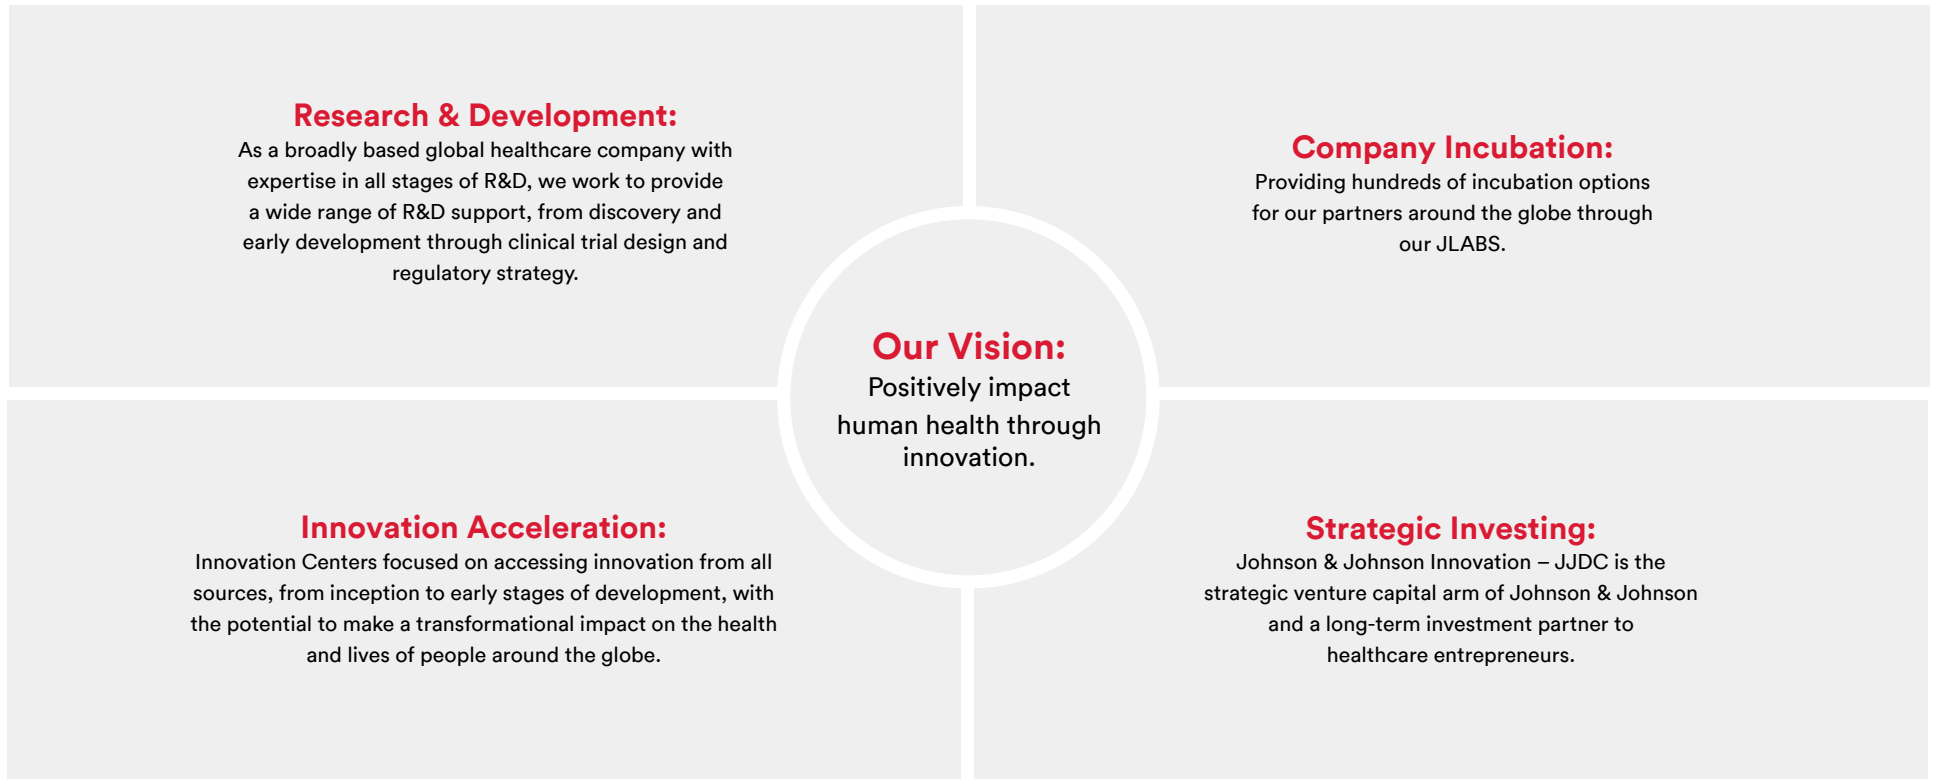 Research & Development:
As a broadly based global healthcare company with
expertise in all stages of R&D, we work to provide
a wide range of R&D support, from discovery and
early development through clinical trial design and
regulatory strategy.
Company Incubation:
Providing hundreds of incubation options
for our partners around the globe through
our JLABS.
Our Vision:
Positively impact
human health through
innovation.
Innovation Acceleration:
Innovation Centers focused on accessing innovation from all
sources, from inception to early stages of development, with
the potential to make a transformational impact on the health
and lives of people around the globe.
Strategic Investing:
Johnson & Johnson Innovation – JJDC is the
strategic venture capital arm of Johnson & Johnson
and a long-term investment partner to
healthcare entrepreneurs.